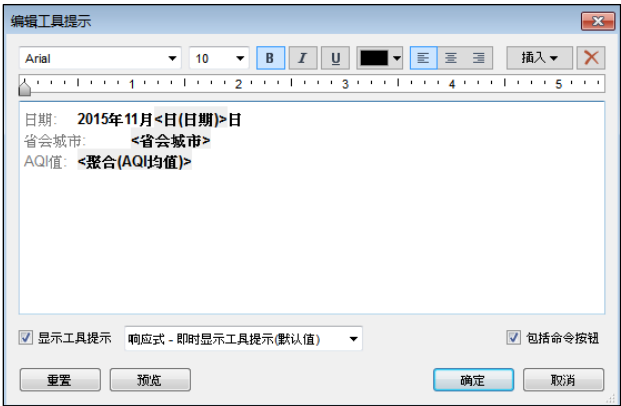 编辑工具提示
Arial 10 B I U 插入
1 2 3 4 5
日期: 2015年11月<日(日期)>日
省会城市: <省会城市>
AQI值: <聚合(AQI均值)>
显示工具提示 响应式 - 即时显示工具提示(默认值) 包括命令按钮
重置 预览 确定 取消